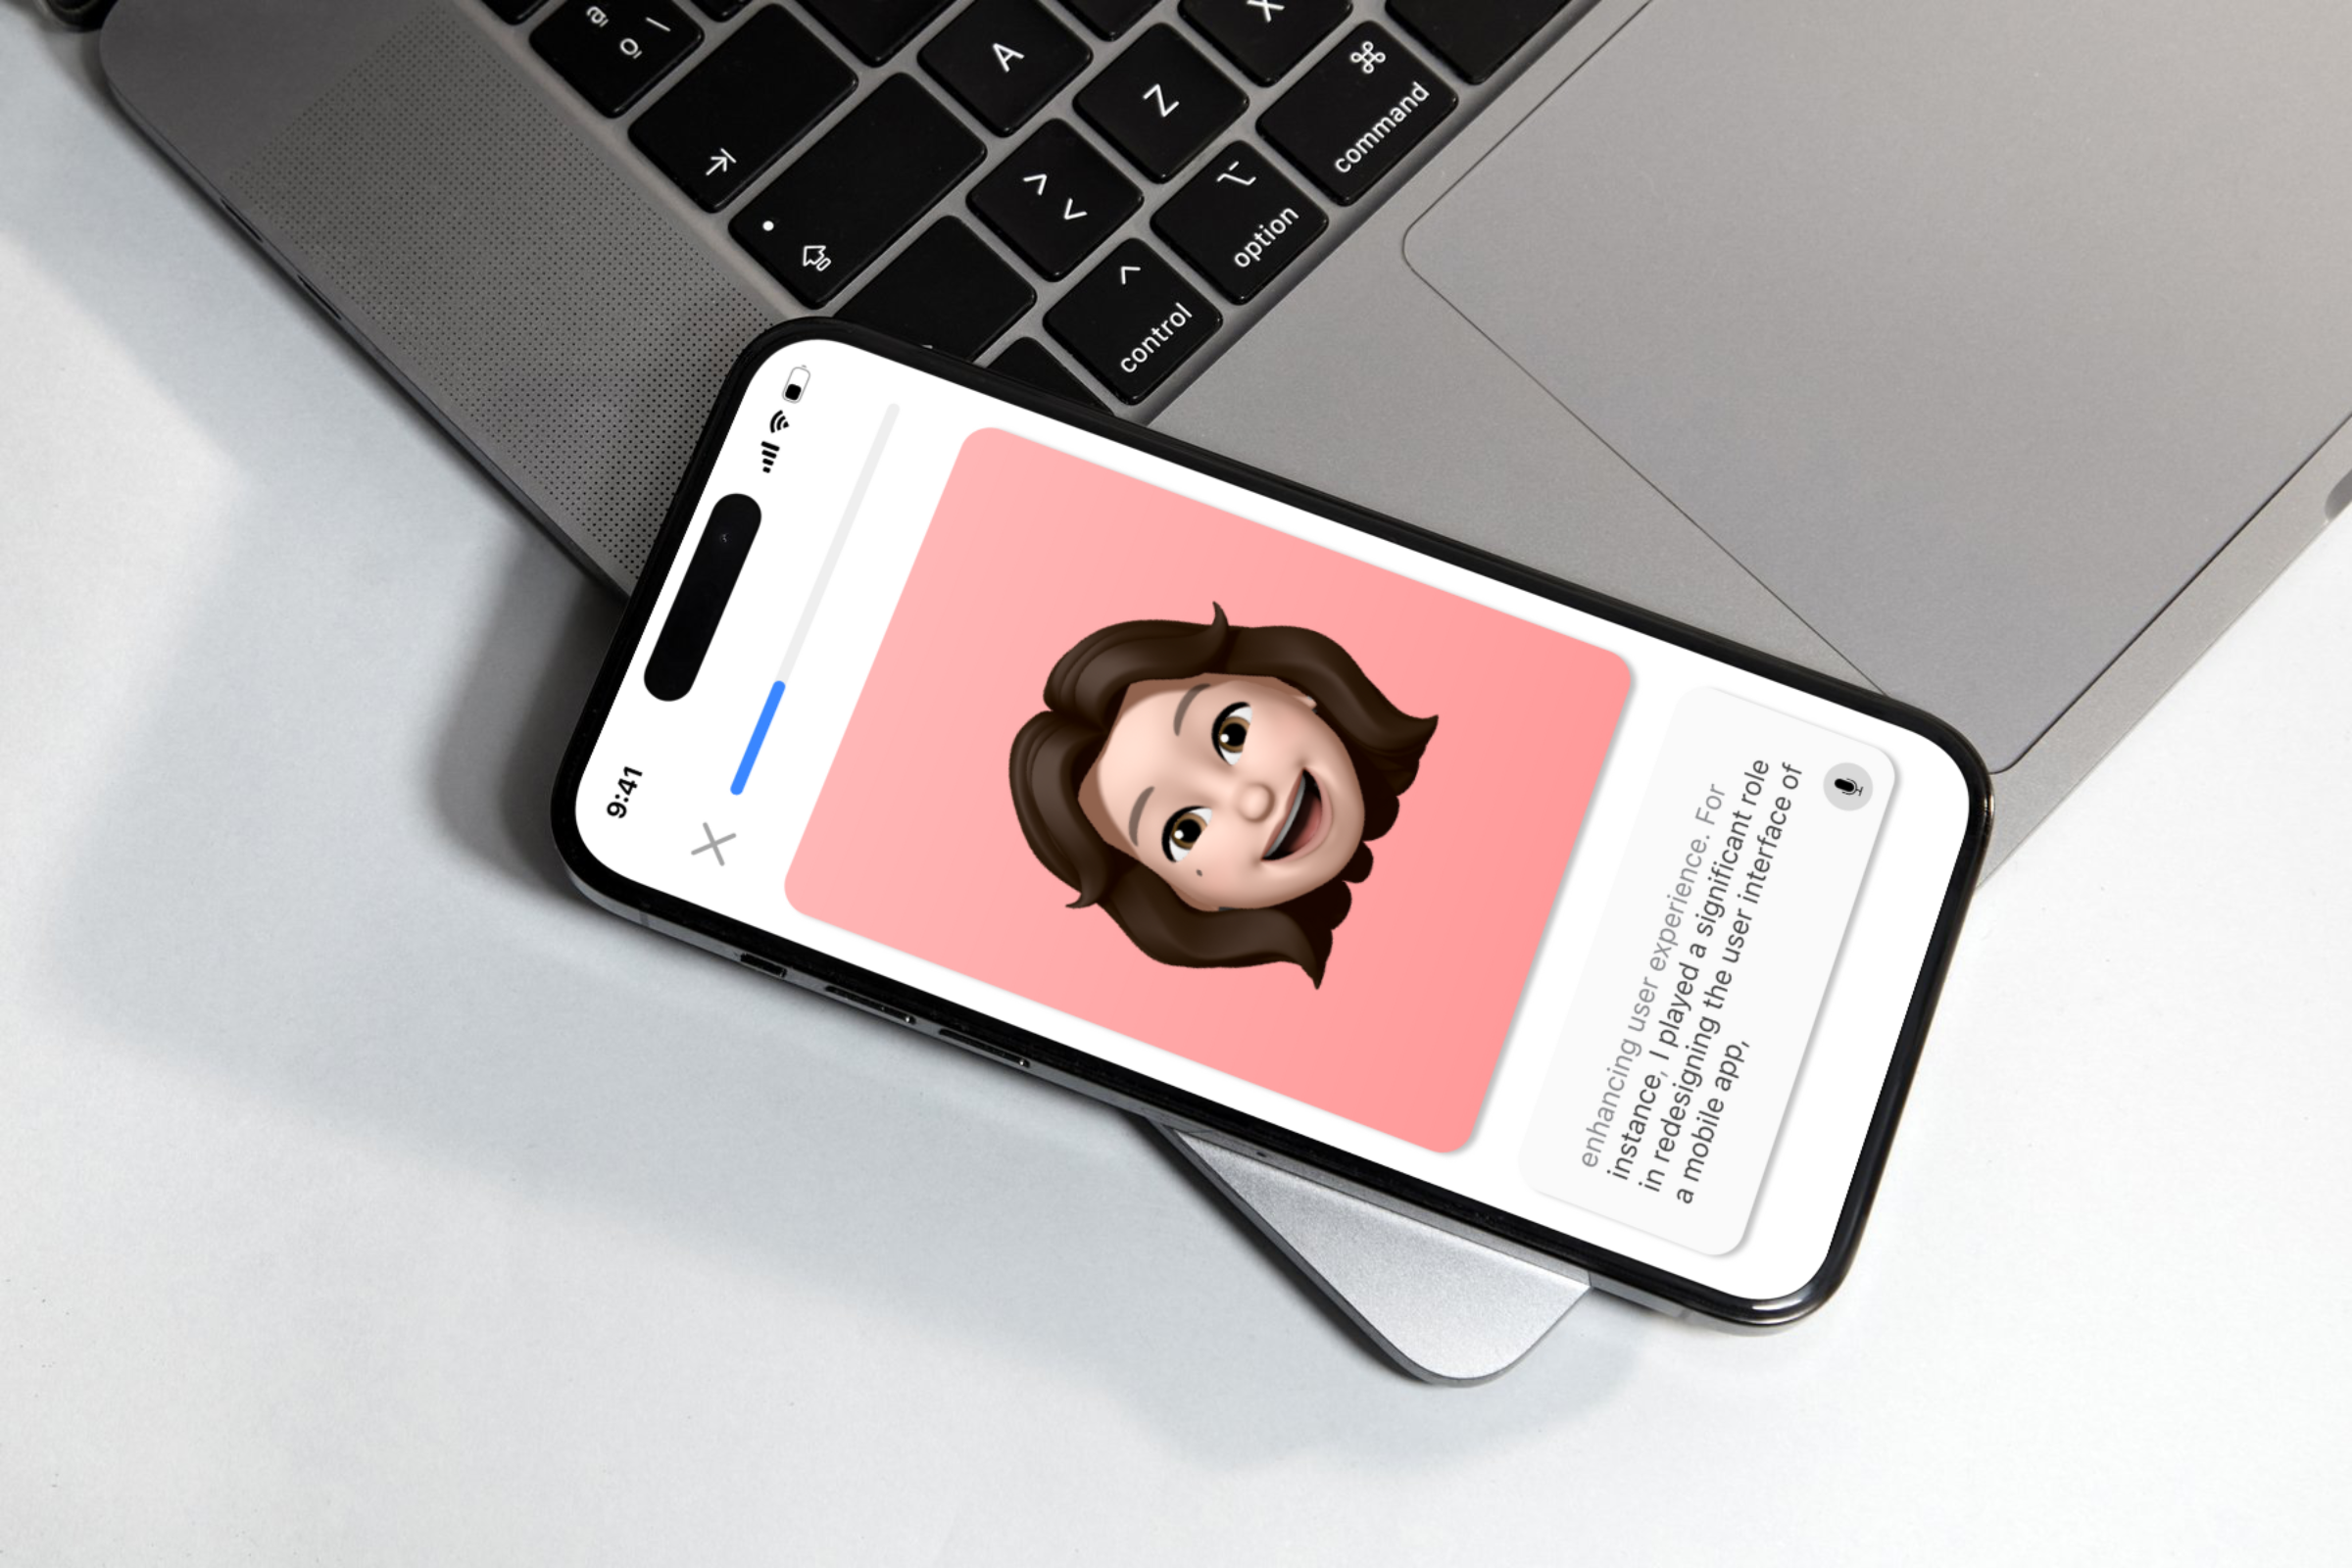 ª
º \
A
Z
X
< >
⌘
command
⌥
option
^
control
9:41
enhancing user experience. For
instance, I played a significant role
in redesigning the user interface of
a mobile app,